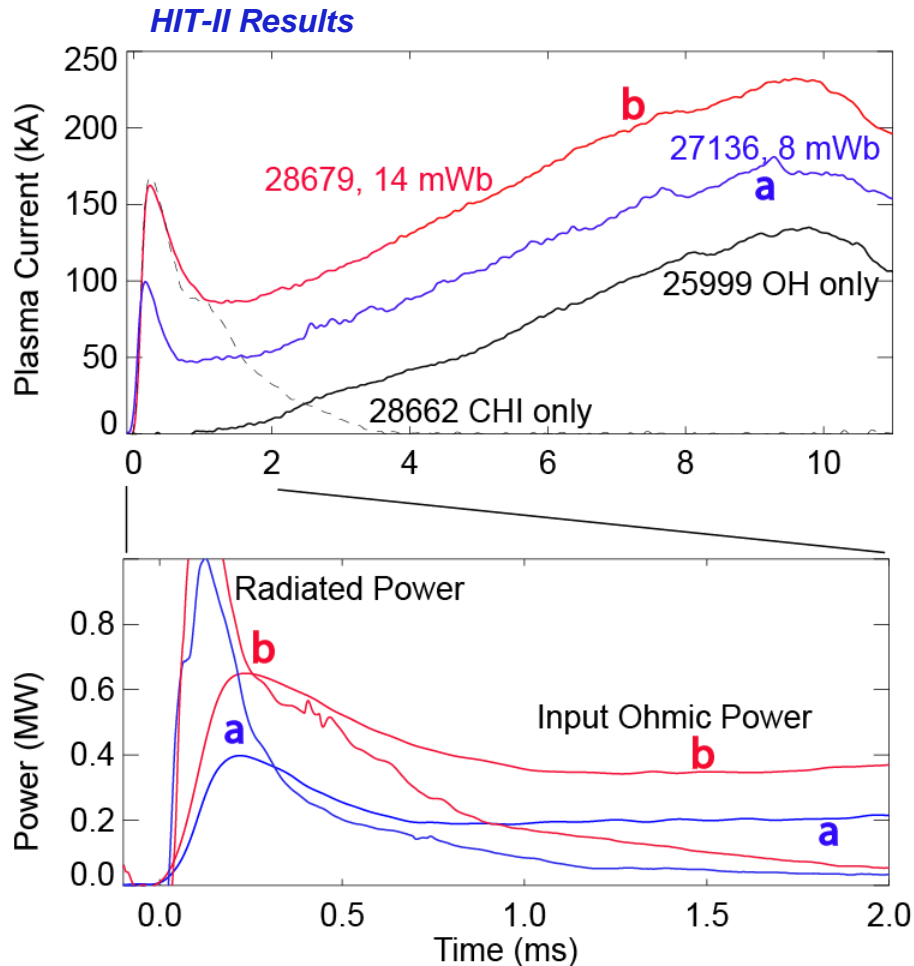 HIT-II Results
250
200
150
100
50
0
Plasma Current (kA)
b
28679, 14 mWb
27136, 8 mWb
a
25999 OH only
28662 CHI only
0 2 4 6 8 10
Radiated Power
b
a
Input Ohmic Power
b
a
0.8
0.6
0.4
0.2
0.0
Power (MW)
0.0 0.5 1.0 1.5 2.0
Time (ms)